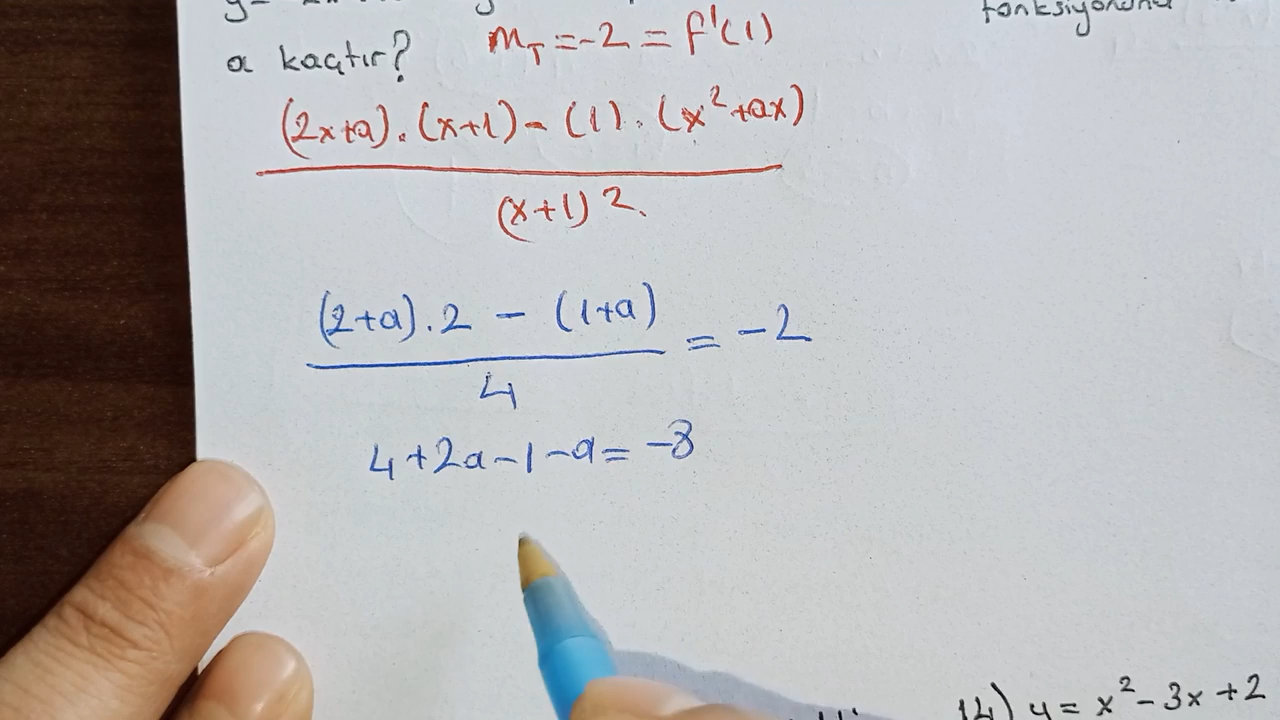 a kaçtır? m_T = -2 = f'(1)
fonksiyonuna
(2x+a).(x+1) - (1).(x²+ax)
(x+1)².
(2+a).2 - (1+a)
4
= -2
4+2a-1-a= -8
14) y = x² - 3x + 2